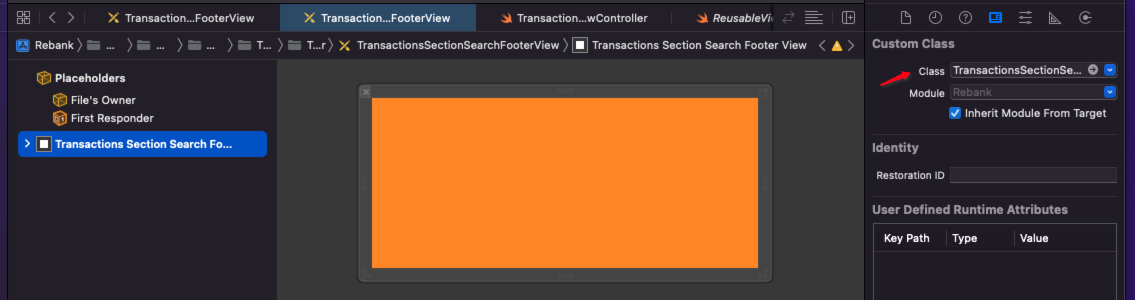 Transaction...FooterView
Transaction...FooterView
Transaction...wController
ReusableVi
Rebank
...
...
...
T...
T...r
TransactionsSectionSearchFooterView
Transactions Section Search Footer View
Placeholders
File's Owner
First Responder
Transactions Section Search Fo...
Custom Class
Class TransactionsSectionSe...
Module Rebank
Inherit Module From Target
Identity
Restoration ID
User Defined Runtime Attributes
Key Path Type Value